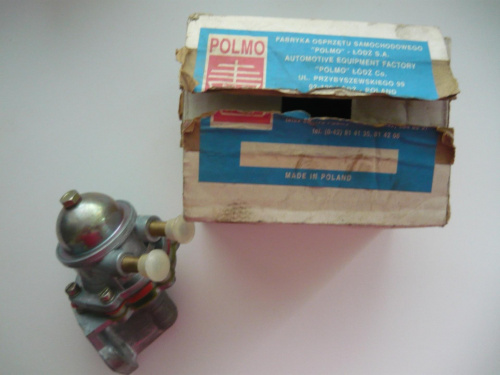 POLMO
FABRYKA OSPRZĘTU SAMOCHODOWEGO
"POLMO" - ŁÓDŹ S.A.
AUTOMOTIVE EQUIPMENT FACTORY
"POLMO" ŁÓDŹ Co.
UL. PRZYBYSZEWSKIEGO 99
POLAND
POLMO
MADE IN POLAND